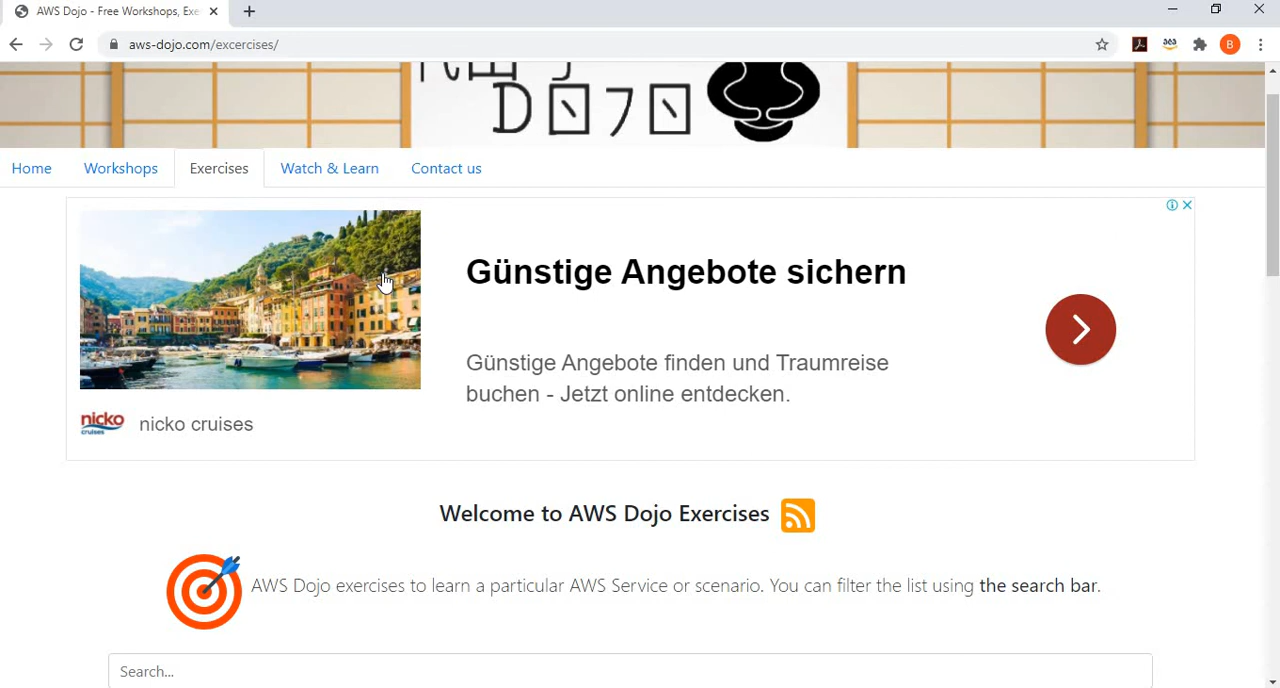 AWS Dojo - Free Workshops, Exe
aws-dojo.com/excercises/
B
Home Workshops Exercises Watch & Learn Contact us
Günstige Angebote sichern
Günstige Angebote finden und Traumreise
buchen - Jetzt online entdecken.
nicko
cruises
nicko cruises
Welcome to AWS Dojo Exercises
AWS Dojo exercises to learn a particular AWS Service or scenario. You can filter the list using the search bar.
Search...